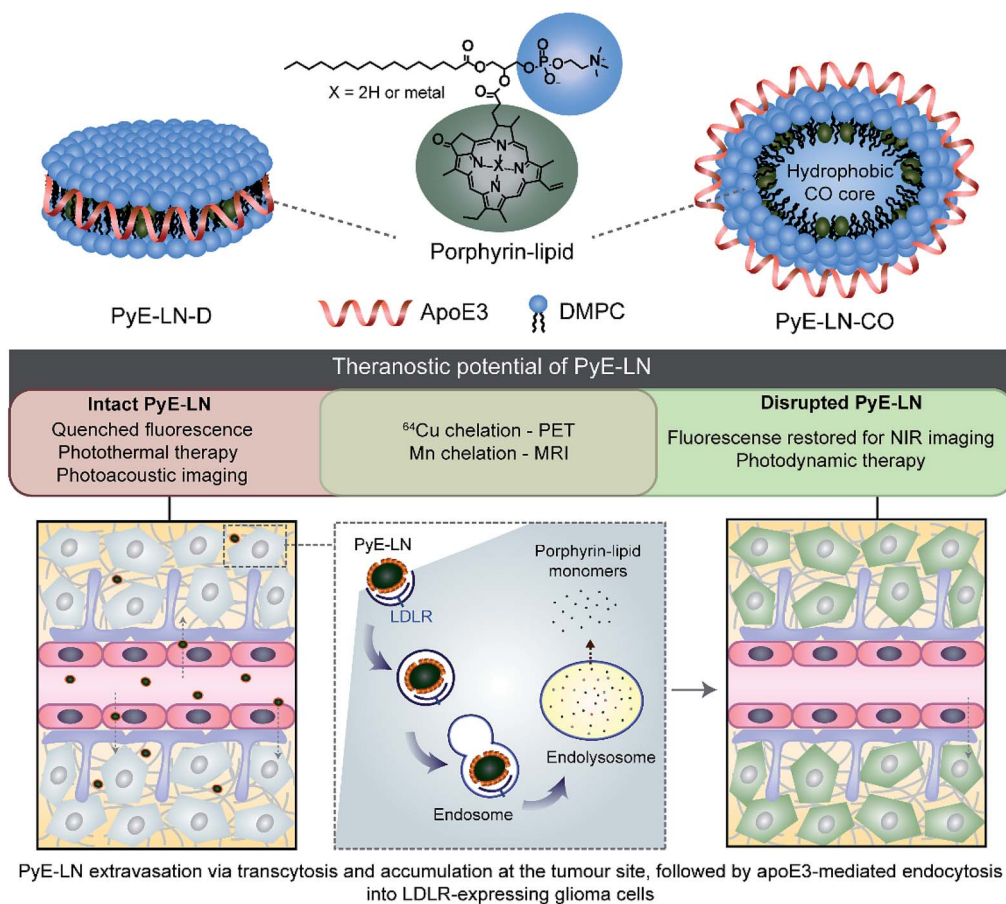 X = 2H or metal
O
O
O
O
P
O
O
O⁻
N⁺
O
N
N
X
N
N
Porphyrin-lipid
Hydrophobic
CO core
PyE-LN-D
ApoE3
DMPC
PyE-LN-CO
Theranostic potential of PyE-LN
Intact PyE-LN
Quenched fluorescence
Photothermal therapy
Photoacoustic imaging
⁶⁴Cu chelation - PET
Mn chelation - MRI
Disrupted PyE-LN
Fluorescense restored for NIR imaging
Photodynamic therapy
PyE-LN
LDLR
Porphyrin-lipid
monomers
Endosome
Endolysosome
PyE-LN extravasation via transcytosis and accumulation at the tumour site, followed by apoE3-mediated endocytosis
into LDLR-expressing glioma cells